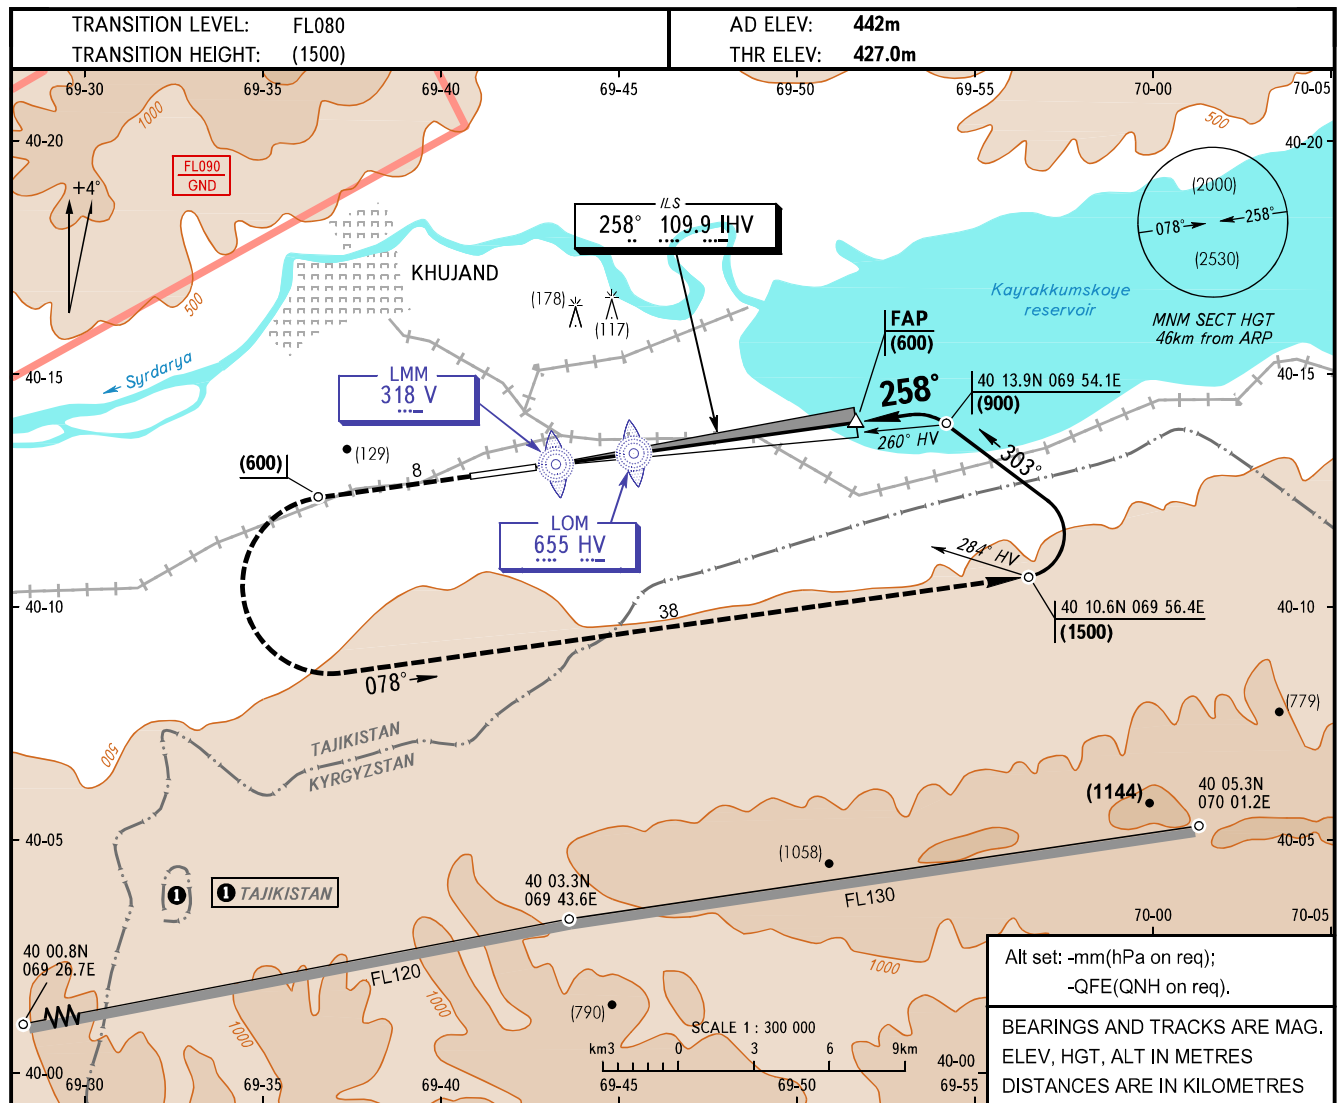 TRANSITION LEVEL: FL080
TRANSITION HEIGHT: (1500)
AD ELEV: 442m
THR ELEV: 427.0m
69-30 69-35 69-40 69-45 69-50 69-55 70-00 70-05
1000
500
40-20
40-20
FL090
GND
+4°
(2000)
078° 258°
(2530)
MNM SECT HGT
46km from ARP
ILS
258° 109.9 IHV
KHUJAND
500
(178)
(117)
Kayrakkumskoye
reservoir
FAP
(600)
40-15
Syrdarya
40-15
LMM
318 V
258°
40 13.9N 069 54.1E
(900)
260° HV
303°
(129)
(600)
8
LOM
655 HV
284° HV
40-10
38
40 10.6N 069 56.4E
(1500)
40-10
078°
(779)
500
TAJIKISTAN
KYRGYZSTAN
(1144)
40 05.3N
070 01.2E
40-05
40-05
(1058)
1 1 TAJIKISTAN
40 03.3N
069 43.6E
FL130
70-00 70-05
40 00.8N
069 26.7E
FL120
1000
1000
1000
(790)
SCALE 1 : 300 000
km3 0 3 6 9km
40-00
40-00
69-30 69-35 69-40 69-45 69-50 69-55
Alt set: -mm(hPa on req);
-QFE(QNH on req).
BEARINGS AND TRACKS ARE MAG.
ELEV, HGT, ALT IN METRES
DISTANCES ARE IN KILOMETRES